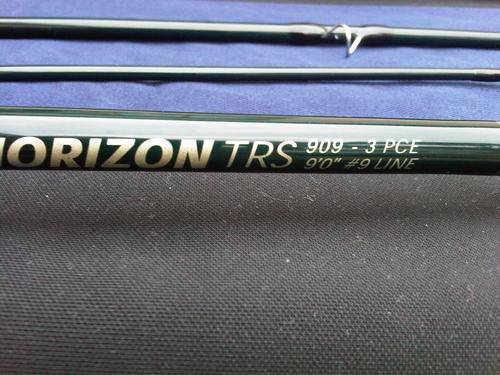 HORIZON TRS 909 - 3 PCE
9'0" #9 LINE